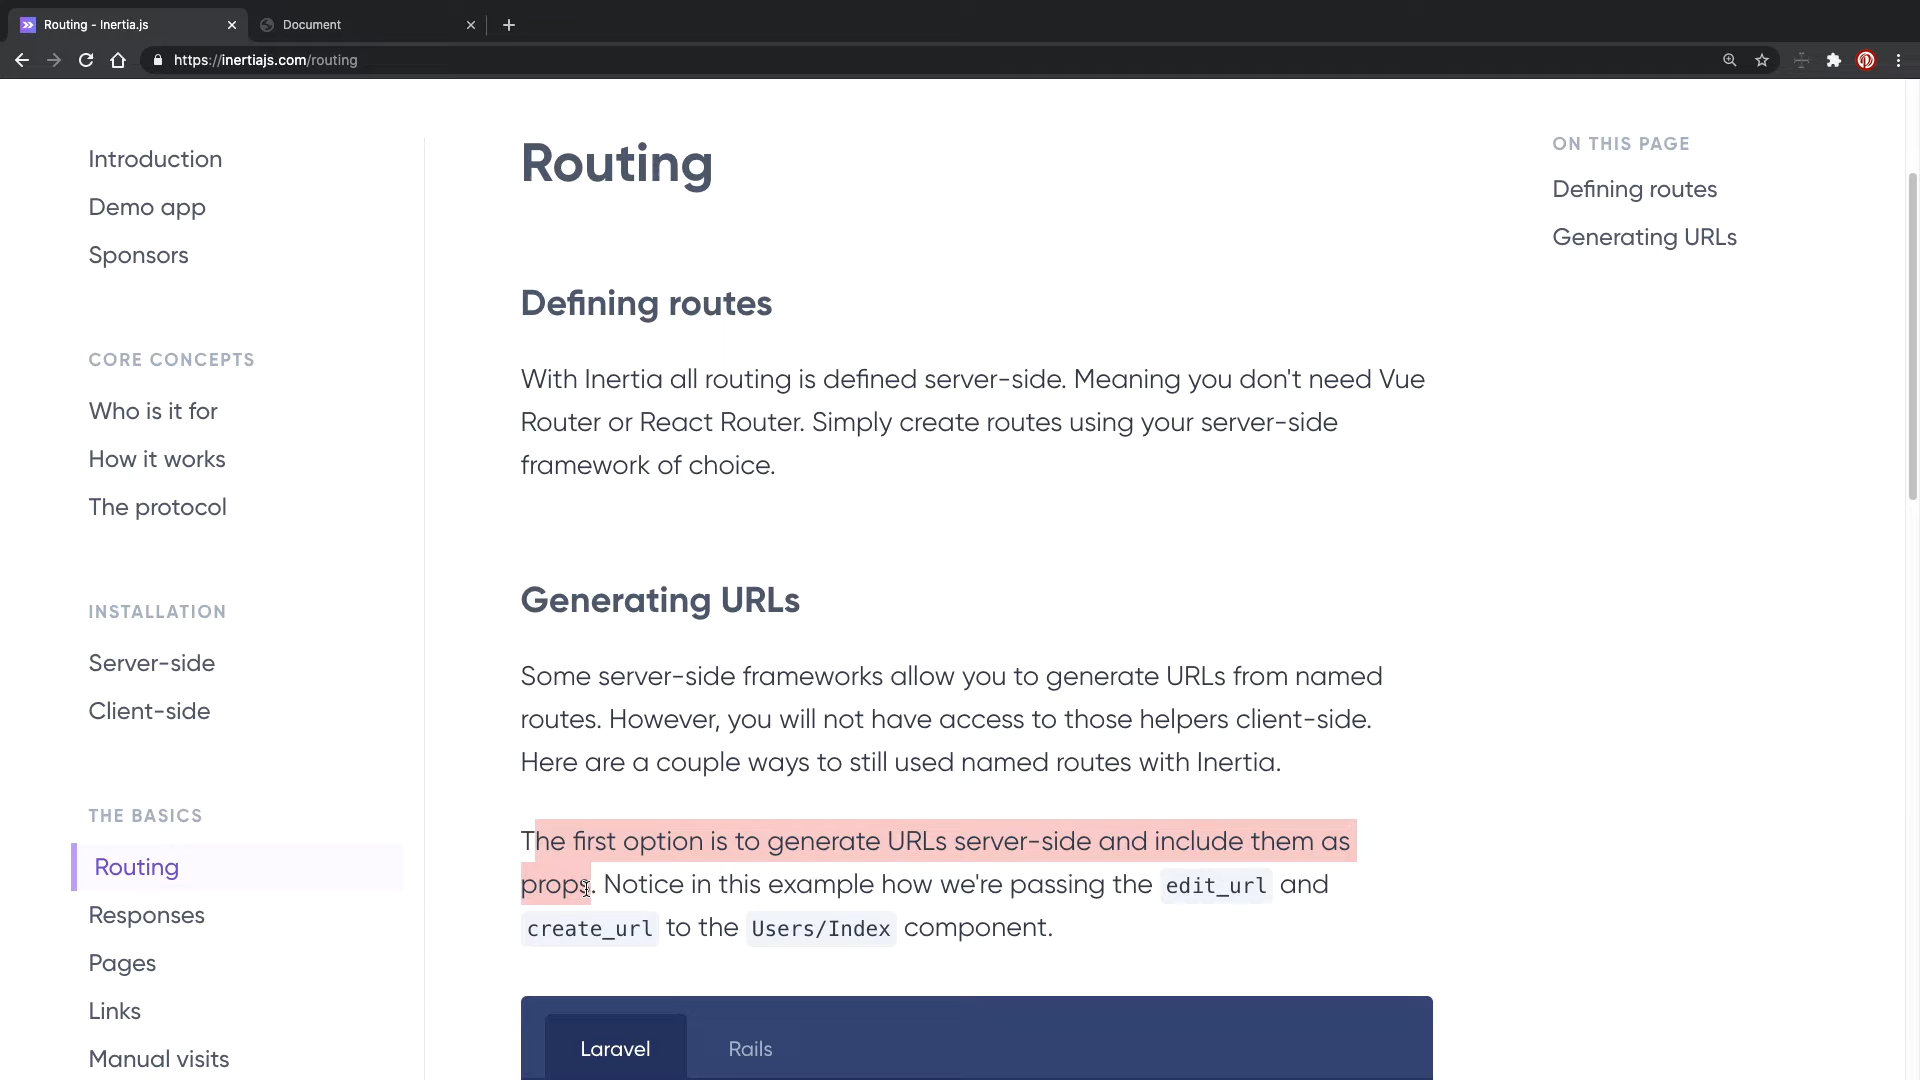 Routing - Inertia.js
Document
https://inertiajs.com/routing
Introduction
Demo app
Sponsors
CORE CONCEPTS
Who is it for
How it works
The protocol
INSTALLATION
Server-side
Client-side
THE BASICS
Routing
Responses
Pages
Links
Manual visits
Routing
Defining routes
With Inertia all routing is defined server-side. Meaning you don't need Vue
Router or React Router. Simply create routes using your server-side
framework of choice.
Generating URLs
Some server-side frameworks allow you to generate URLs from named
routes. However, you will not have access to those helpers client-side.
Here are a couple ways to still used named routes with Inertia.
The first option is to generate URLs server-side and include them as
props. Notice in this example how we're passing the edit_url and
create_url to the Users/Index component.
Laravel
Rails
ON THIS PAGE
Defining routes
Generating URLs